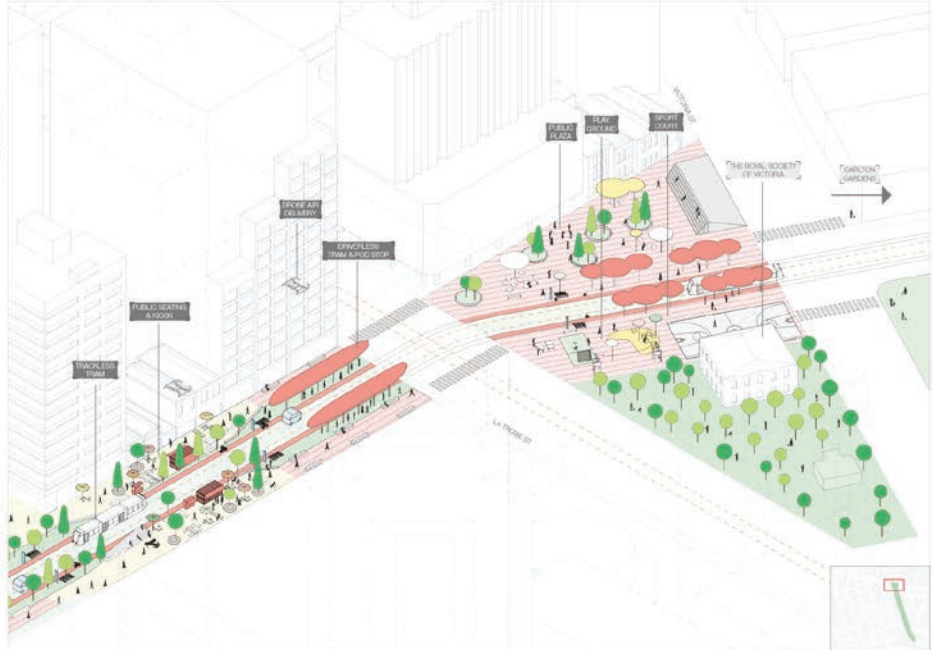 VICTORIA ST
PUBLIC
PLAZA
PLAY
GROUND
SPORT
COURT
THE ROYAL SOCIETY
OF VICTORIA
CARLTON
GARDENS
DRONE AIR
DELIVERY
DRIVERLESS
TRAM & POD STOP
PUBLIC SEATING
& KIOSK
TRACKLESS
TRAM
LA TROBE ST